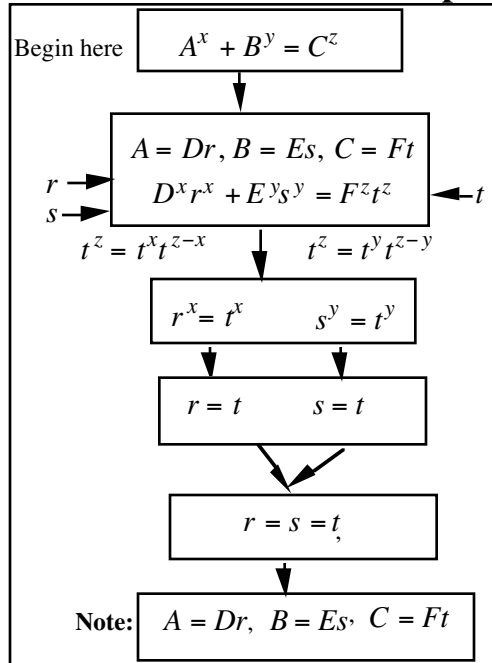 Begin here A^x + B^y = C^z
A = Dr, B = Es, C = Ft
r D^x r^x + E^y s^y = F^z t^z t
s
t^z = t^x t^{z-x} t^z = t^y t^{z-y}
r^x = t^x s^y = t^y
r = t s = t
r = s = t,
Note: A = Dr, B = Es, C = Ft